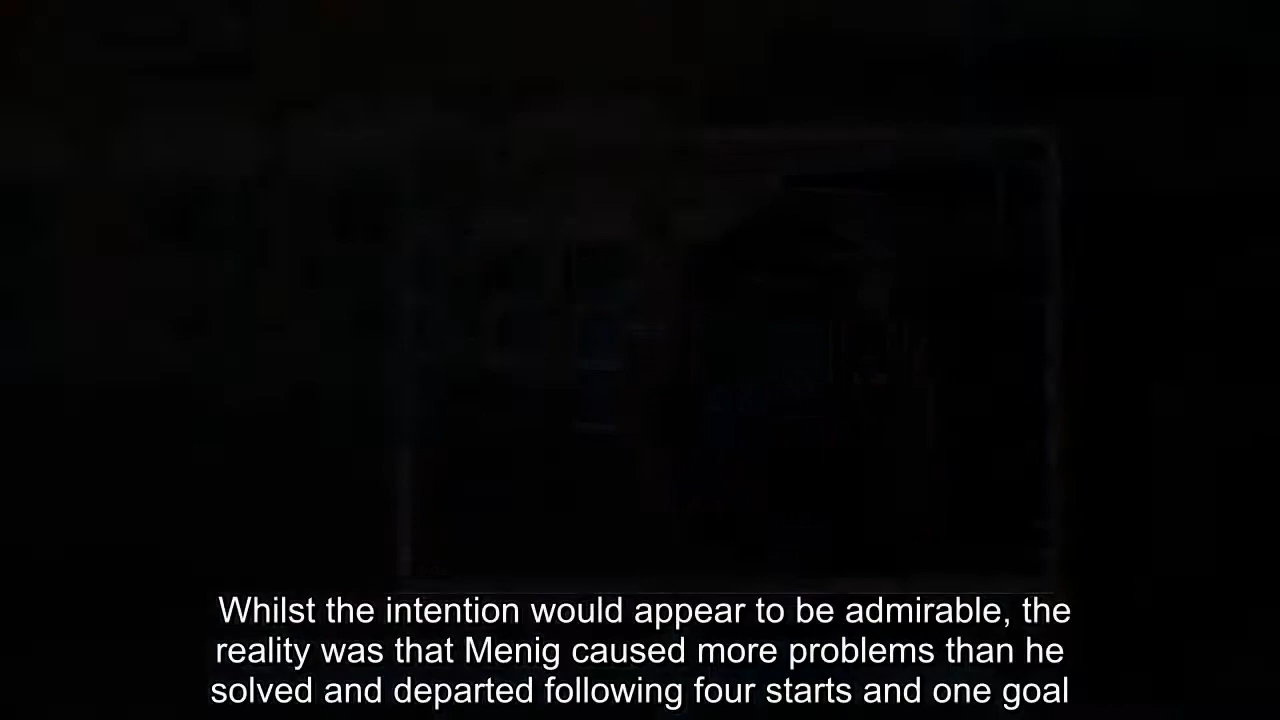 Whilst the intention would appear to be admirable, the
reality was that Menig caused more problems than he
solved and departed following four starts and one goal